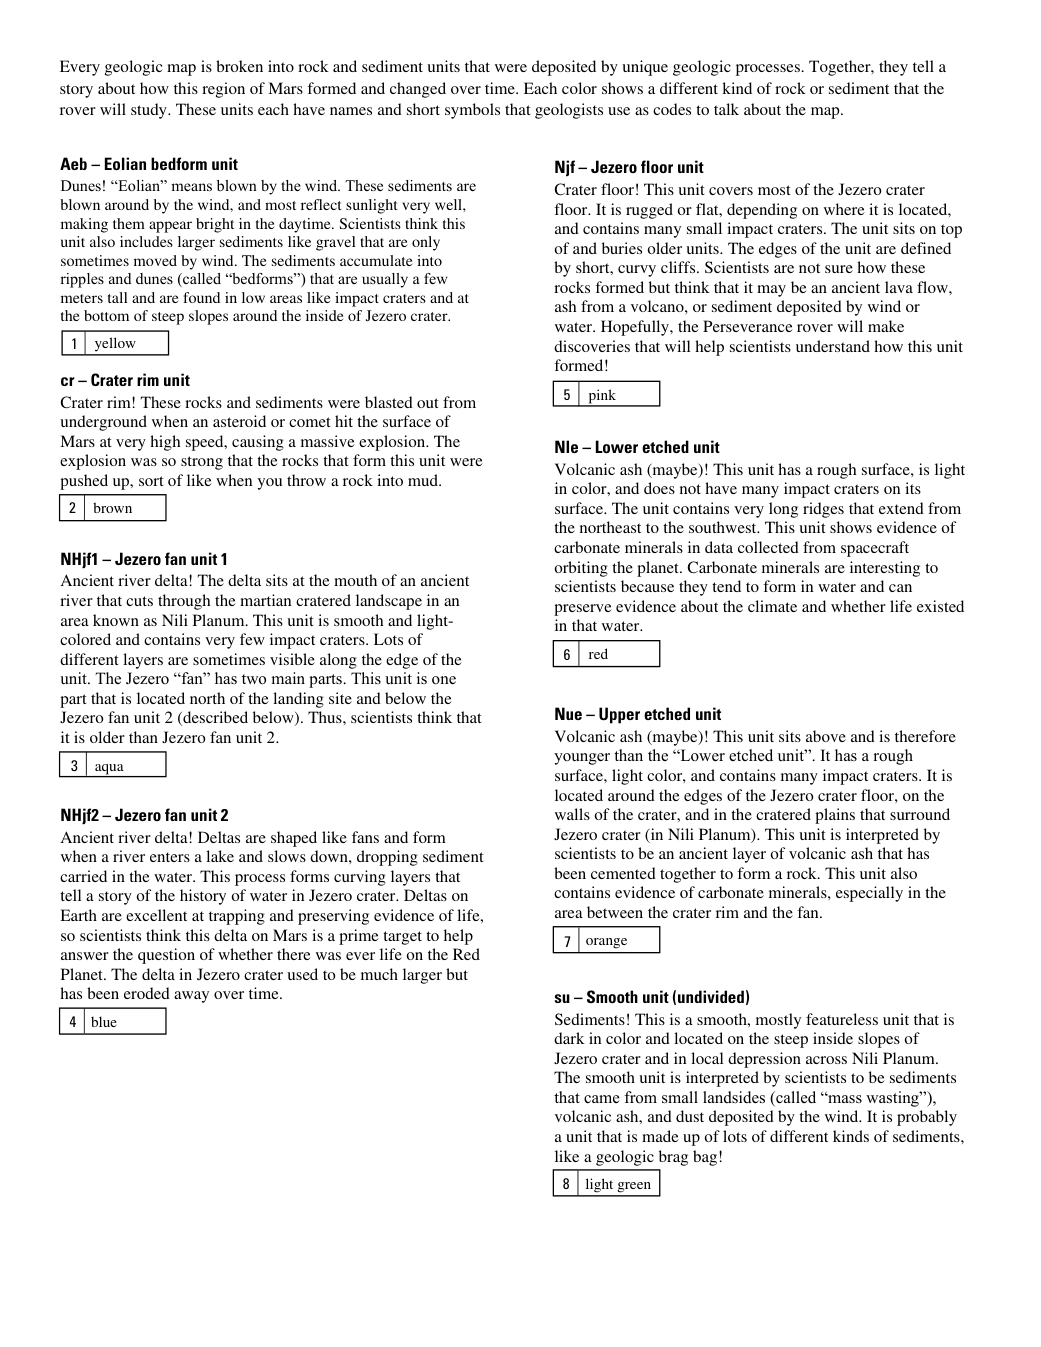 Every geologic map is broken into rock and sediment units that were deposited by unique geologic processes. Together, they tell a
story about how this region of Mars formed and changed over time. Each color shows a different kind of rock or sediment that the
rover will study. These units each have names and short symbols that geologists use as codes to talk about the map.
Aeb – Eolian bedform unit
Dunes! “Eolian” means blown by the wind. These sediments are
blown around by the wind, and most reflect sunlight very well,
making them appear bright in the daytime. Scientists think this
unit also includes larger sediments like gravel that are only
sometimes moved by wind. The sediments accumulate into
ripples and dunes (called “bedforms”) that are usually a few
meters tall and are found in low areas like impact craters and at
the bottom of steep slopes around the inside of Jezero crater.
1 yellow
cr – Crater rim unit
Crater rim! These rocks and sediments were blasted out from
underground when an asteroid or comet hit the surface of
Mars at very high speed, causing a massive explosion. The
explosion was so strong that the rocks that form this unit were
pushed up, sort of like when you throw a rock into mud.
2 brown
NHjf1 – Jezero fan unit 1
Ancient river delta! The delta sits at the mouth of an ancient
river that cuts through the martian cratered landscape in an
area known as Nili Planum. This unit is smooth and light-
colored and contains very few impact craters. Lots of
different layers are sometimes visible along the edge of the
unit. The Jezero “fan” has two main parts. This unit is one
part that is located north of the landing site and below the
Jezero fan unit 2 (described below). Thus, scientists think that
it is older than Jezero fan unit 2.
3 aqua
NHjf2 – Jezero fan unit 2
Ancient river delta! Deltas are shaped like fans and form
when a river enters a lake and slows down, dropping sediment
carried in the water. This process forms curving layers that
tell a story of the history of water in Jezero crater. Deltas on
Earth are excellent at trapping and preserving evidence of life,
so scientists think this delta on Mars is a prime target to help
answer the question of whether there was ever life on the Red
Planet. The delta in Jezero crater used to be much larger but
has been eroded away over time.
4 blue
Njf – Jezero floor unit
Crater floor! This unit covers most of the Jezero crater
floor. It is rugged or flat, depending on where it is located,
and contains many small impact craters. The unit sits on top
of and buries older units. The edges of the unit are defined
by short, curvy cliffs. Scientists are not sure how these
rocks formed but think that it may be an ancient lava flow,
ash from a volcano, or sediment deposited by wind or
water. Hopefully, the Perseverance rover will make
discoveries that will help scientists understand how this unit
formed!
5 pink
Nle – Lower etched unit
Volcanic ash (maybe)! This unit has a rough surface, is light
in color, and does not have many impact craters on its
surface. The unit contains very long ridges that extend from
the northeast to the southwest. This unit shows evidence of
carbonate minerals in data collected from spacecraft
orbiting the planet. Carbonate minerals are interesting to
scientists because they tend to form in water and can
preserve evidence about the climate and whether life existed
in that water.
6 red
Nue – Upper etched unit
Volcanic ash (maybe)! This unit sits above and is therefore
younger than the “Lower etched unit”. It has a rough
surface, light color, and contains many impact craters. It is
located around the edges of the Jezero crater floor, on the
walls of the crater, and in the cratered plains that surround
Jezero crater (in Nili Planum). This unit is interpreted by
scientists to be an ancient layer of volcanic ash that has
been cemented together to form a rock. This unit also
contains evidence of carbonate minerals, especially in the
area between the crater rim and the fan.
7 orange
su – Smooth unit (undivided)
Sediments! This is a smooth, mostly featureless unit that is
dark in color and located on the steep inside slopes of
Jezero crater and in local depression across Nili Planum.
The smooth unit is interpreted by scientists to be sediments
that came from small landsides (called “mass wasting”),
volcanic ash, and dust deposited by the wind. It is probably
a unit that is made up of lots of different kinds of sediments,
like a geologic brag bag!
8 light green